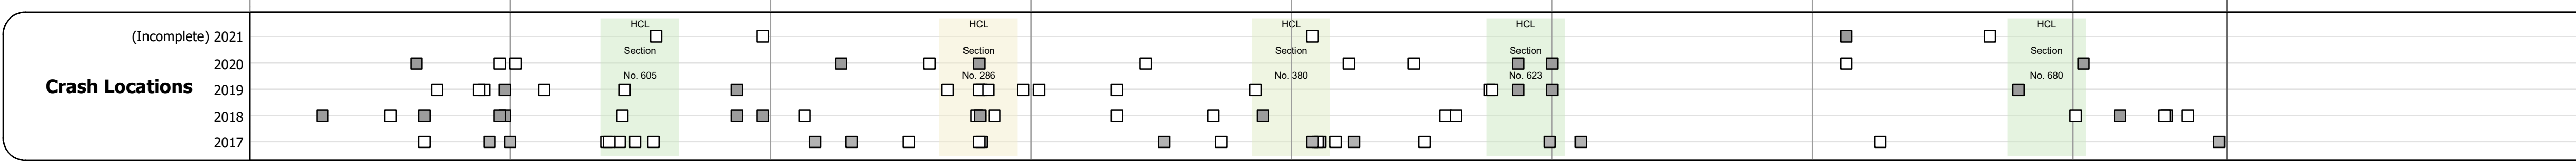 Crash Locations
(Incomplete) 2021
2020
2019
2018
2017
HCL
Section
No. 605
HCL
Section
No. 286
HCL
Section
No. 380
HCL
Section
No. 623
HCL
Section
No. 680